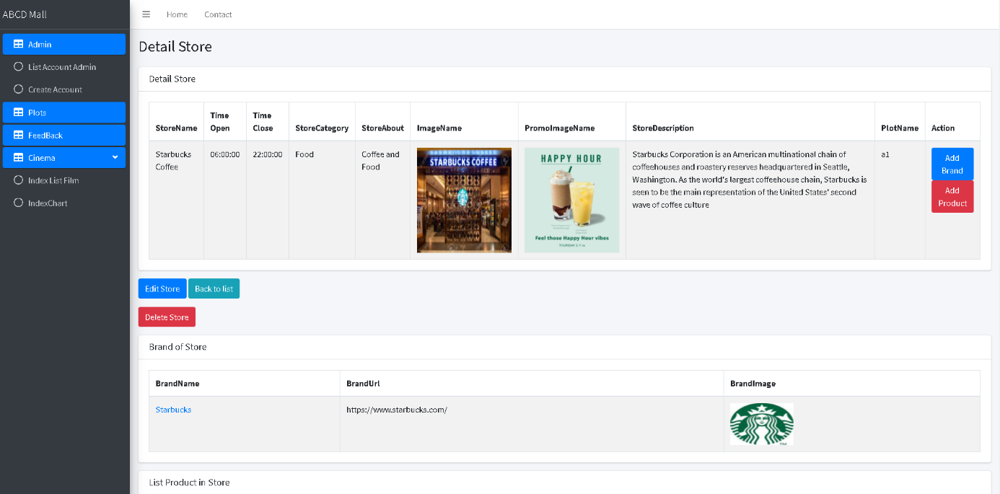 ABCD Mall
Home
Contact
Admin
List Account Admin
Create Account
Plots
FeedBack
Cinema
Index List Film
IndexChart
Detail Store
Detail Store
StoreName
Time
Open
Time
Close
StoreCategory
StoreAbout
ImageName
PromoImageName
StoreDescription
PlotName
Action
Starbucks
Coffee
06:00:00
22:00:00
Food
Coffee and
Food
STARBUCKS COFFEE
HAPPY HOUR
Feel those Happy Hour vibes
Starbucks Corporation is an American multinational chain of
coffeehouses and roastery reserves headquartered in Seattle,
Washington. As the world's largest coffeehouse chain, Starbucks is
seen to be the main representation of the United States' second
wave of coffee culture
a1
Add
Brand
Add
Product
Edit Store
Back to list
Delete Store
Brand of Store
BrandName
BrandUrl
BrandImage
Starbucks
https://www.starbucks.com/
TM
List Product in Store